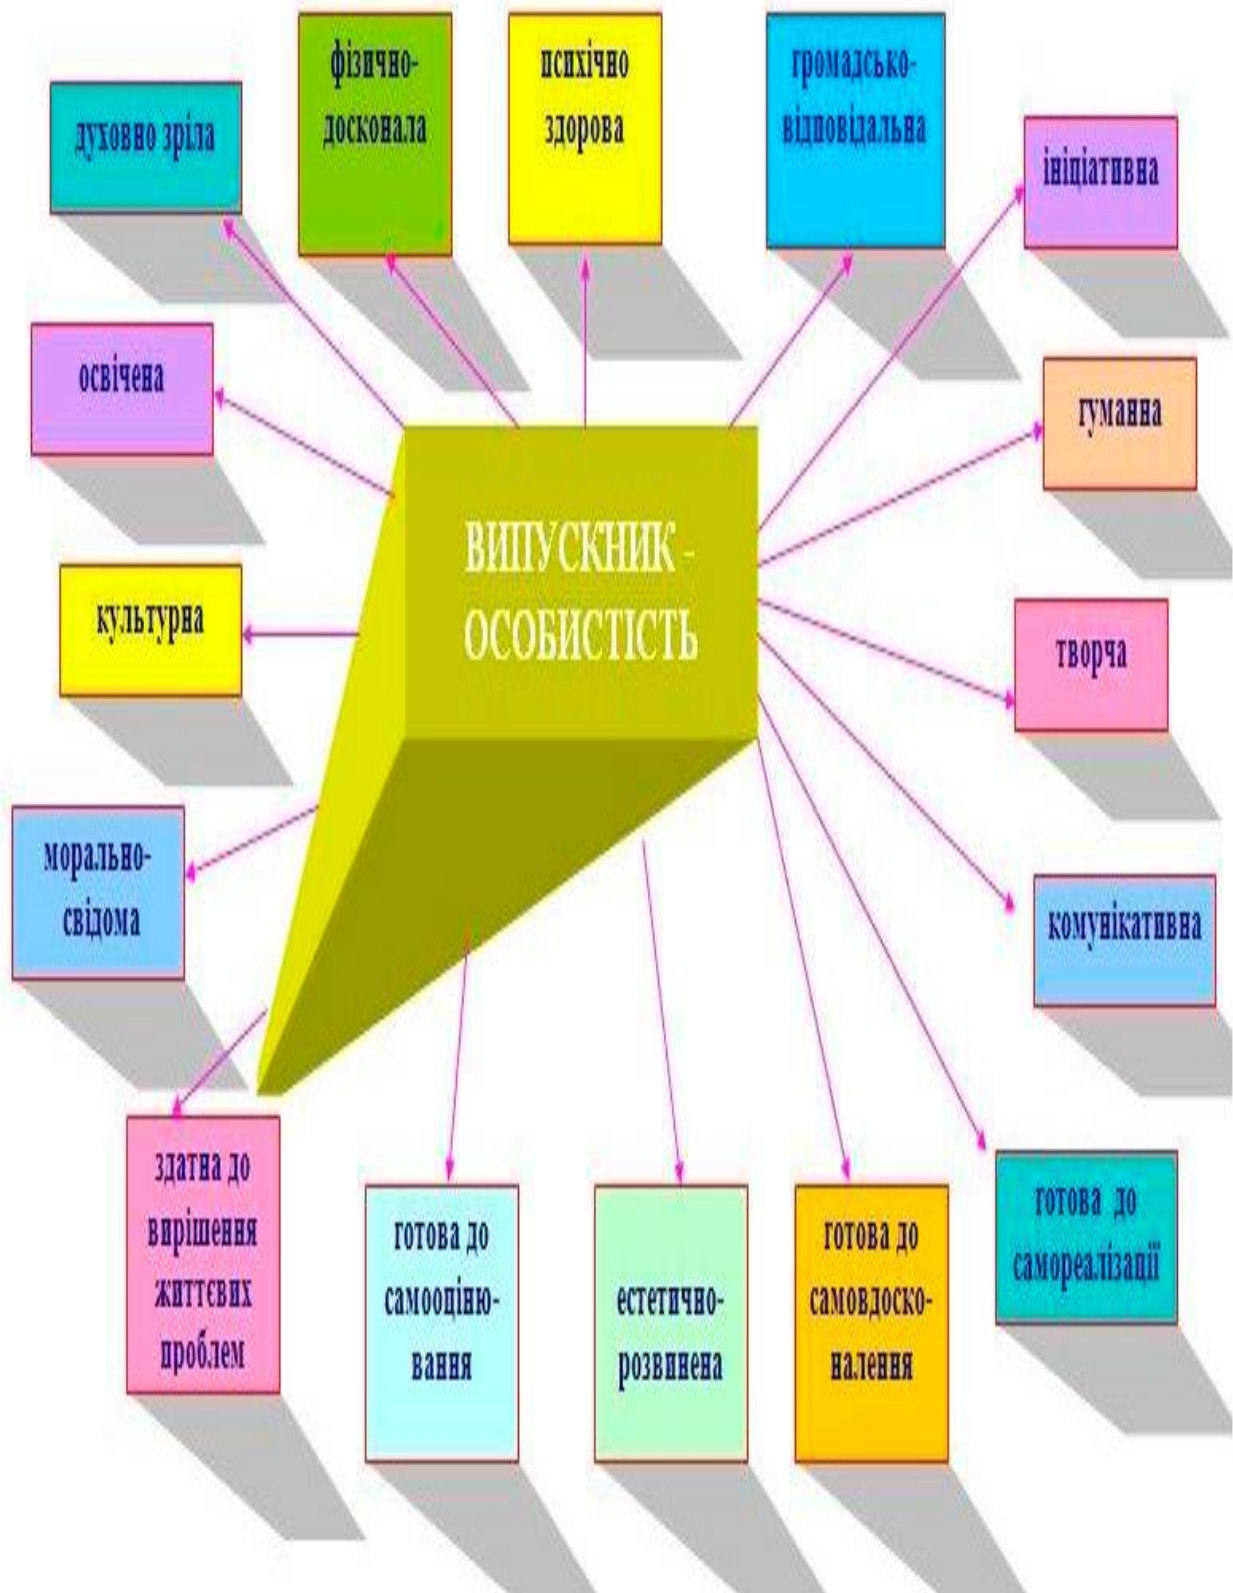 духовно зріла
фізично-
досконала
психічно
здорова
громадсько-
відповідальна
ініціативна
освічена
гуманна
ВИПУСКНИК -
ОСОБИСТІСТЬ
культурна
творча
морально-
свідома
комунікативна
здатна до
вирішення
життєвих
проблем
готова до
самооціню-
вання
естетично-
розвинена
готова до
самовдоско-
налення
готова до
самореалізації